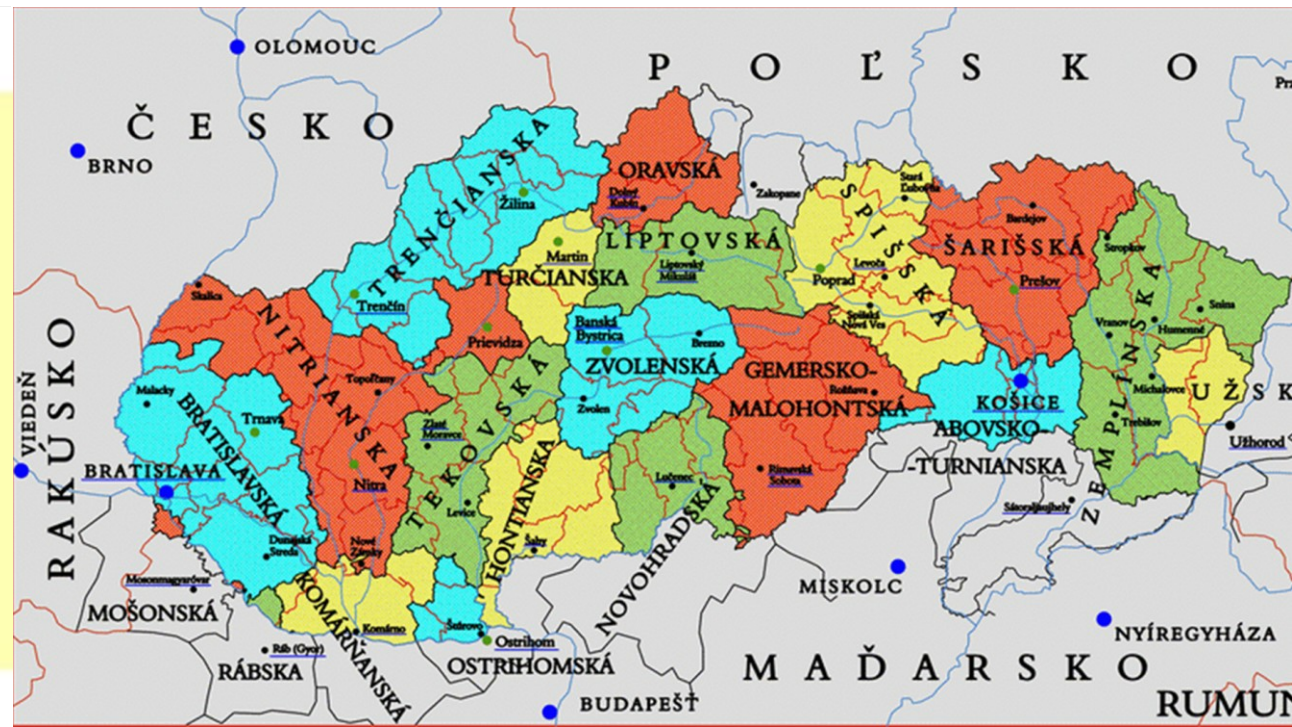 OLOMOUC
POĽSKO
ČESKO
BRNO
TRENČIANSKA
ORAVSKÁ
Dolný
Kubín
Žilina
Zakopane
Stará
Ľubovňa
SPIŠSKÁ
Bardejov
ŠARIŠSKÁ
Stropkov
LIPTOVSKÁ
Liptovský
Mikuláš
Martin
TURČIANSKA
Levoča
Poprad
Prešov
Spišská
Nová Ves
Trenčín
Skalica
NITRIANSKA
Prievidza
Banská
Bystrica
Brezno
ZVOLENSKÁ
Zvolen
Snina
Vranov
Humenné
ZEMPLÍNSKA
Michalovce
Trebišov
UŽSK
Užhorod
GEMERSKO-
Rožňava
MALOHONTSKÁ
KOŠICE
ABOVSKO-
-TURNIANSKA
Topoľčany
Malacky
BRATISLAVSKÁ
Trnava
Zlaté
Moravce
TEKOVSKÁ
VIEDEŇ
RAKÚSKO
BRATISLAVA
Nitra
Levice
HONTIANSKA
Lučenec
Rimavská
Sobota
Sátoraljaújhely
Dunajská
Streda
Nové
Zámky
Šahy
NOVOHRADSKÁ
Mosonmagyaróvár
MOŠONSKÁ
KOMÁRŇANSKÁ
Komárno
Štúrovo
Ostrihom
OSTRIHOMSKÁ
Ráb (Gyor)
RÁBSKA
BUDAPEŠŤ
MISKOLC
NYÍREGYHÁZA
MAĎARSKO
RUMUN